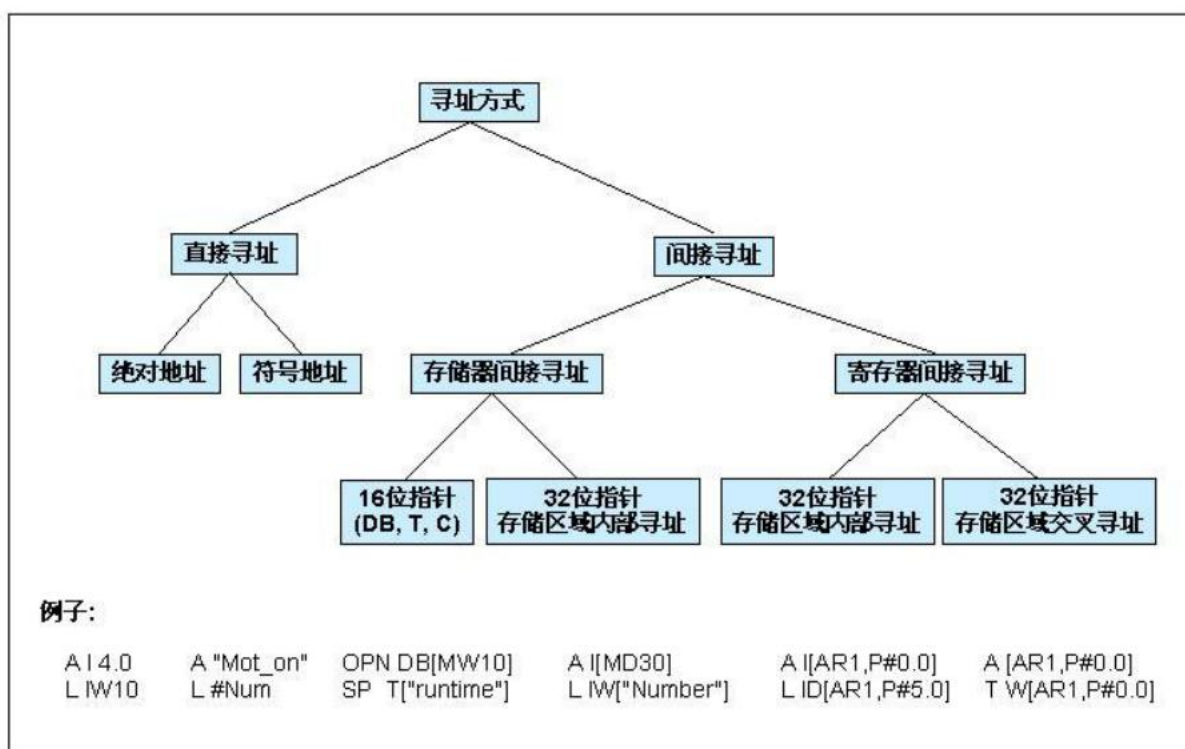 寻址方式
直接寻址
间接寻址
绝对地址
符号地址
存储器间接寻址
寄存器间接寻址
16位指针
(DB, T, C)
32位指针
存储区域内部寻址
32位指针
存储区域内部寻址
32位指针
存储区域交叉寻址
例子:
A I 4.0 A "Mot_on" OPN DB[MW10] A I[MD30] A I[AR1,P#0.0] A [AR1,P#0.0]
L IW10 L #Num SP T["runtime"] L IW["Number"] L ID[AR1,P#5.0] T W[AR1,P#0.0]